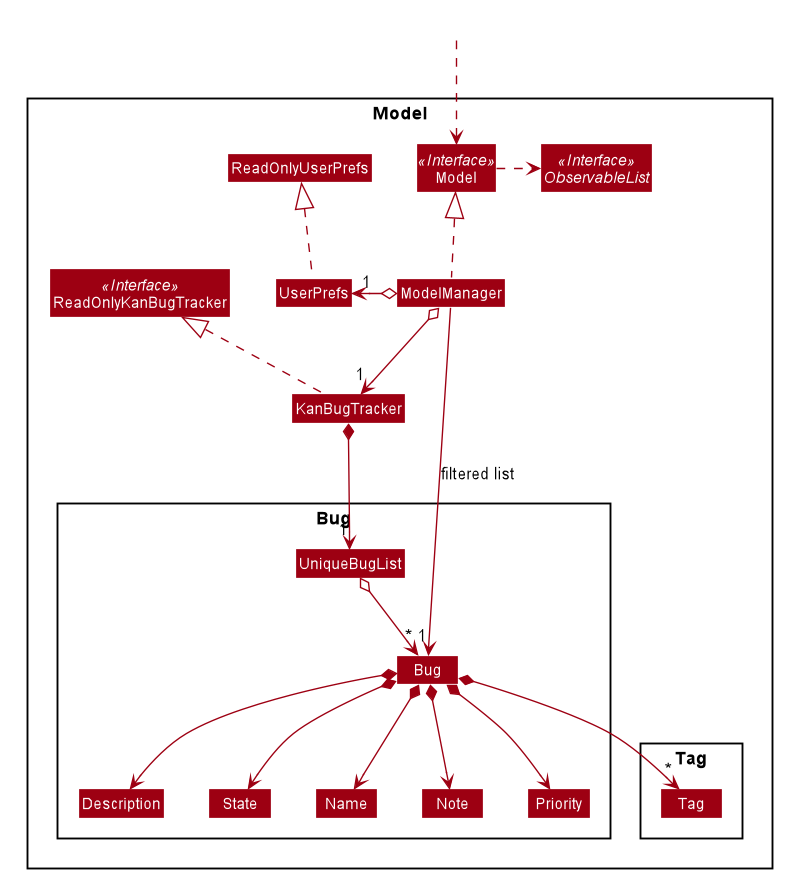 Model
ReadOnlyUserPrefs
«Interface»
Model
«Interface»
ObservableList
«Interface»
ReadOnlyKanBugTracker
UserPrefs
1
ModelManager
1
KanBugTracker
filtered list
Bug
1
UniqueBugList
* 1
Bug
Tag
*
Description
State
Name
Note
Priority
Tag